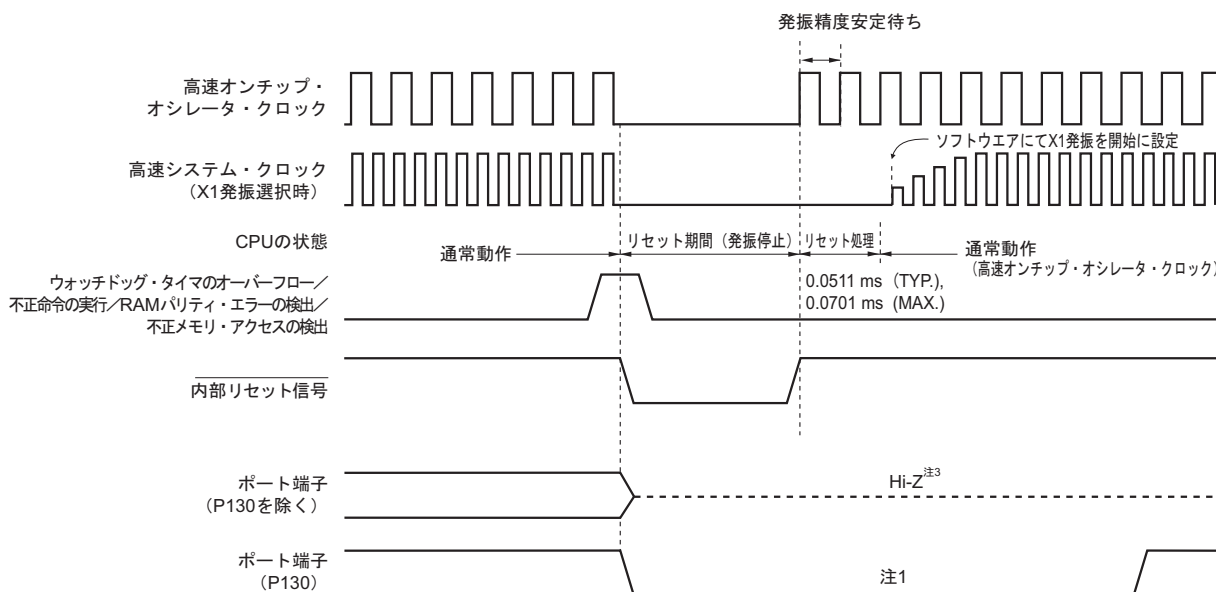 発振精度安定待ち
高速オンチップ・
オシレータ・クロック
ソフトウエアにてX1発振を開始に設定
高速システム・クロック
（X1発振選択時）
CPUの状態
通常動作
リセット期間（発振停止）
リセット処理
通常動作
（高速オンチップ・オシレータ・クロック）
ウォッチドッグ・タイマのオーバーフロー／
不正命令の実行／RAMパリティ・エラーの検出／
不正メモリ・アクセスの検出
0.0511 ms（TYP.）,
0.0701 ms（MAX.）
内部リセット信号
ポート端子
（P130を除く）
Hi-Z注3
ポート端子
（P130）
注1